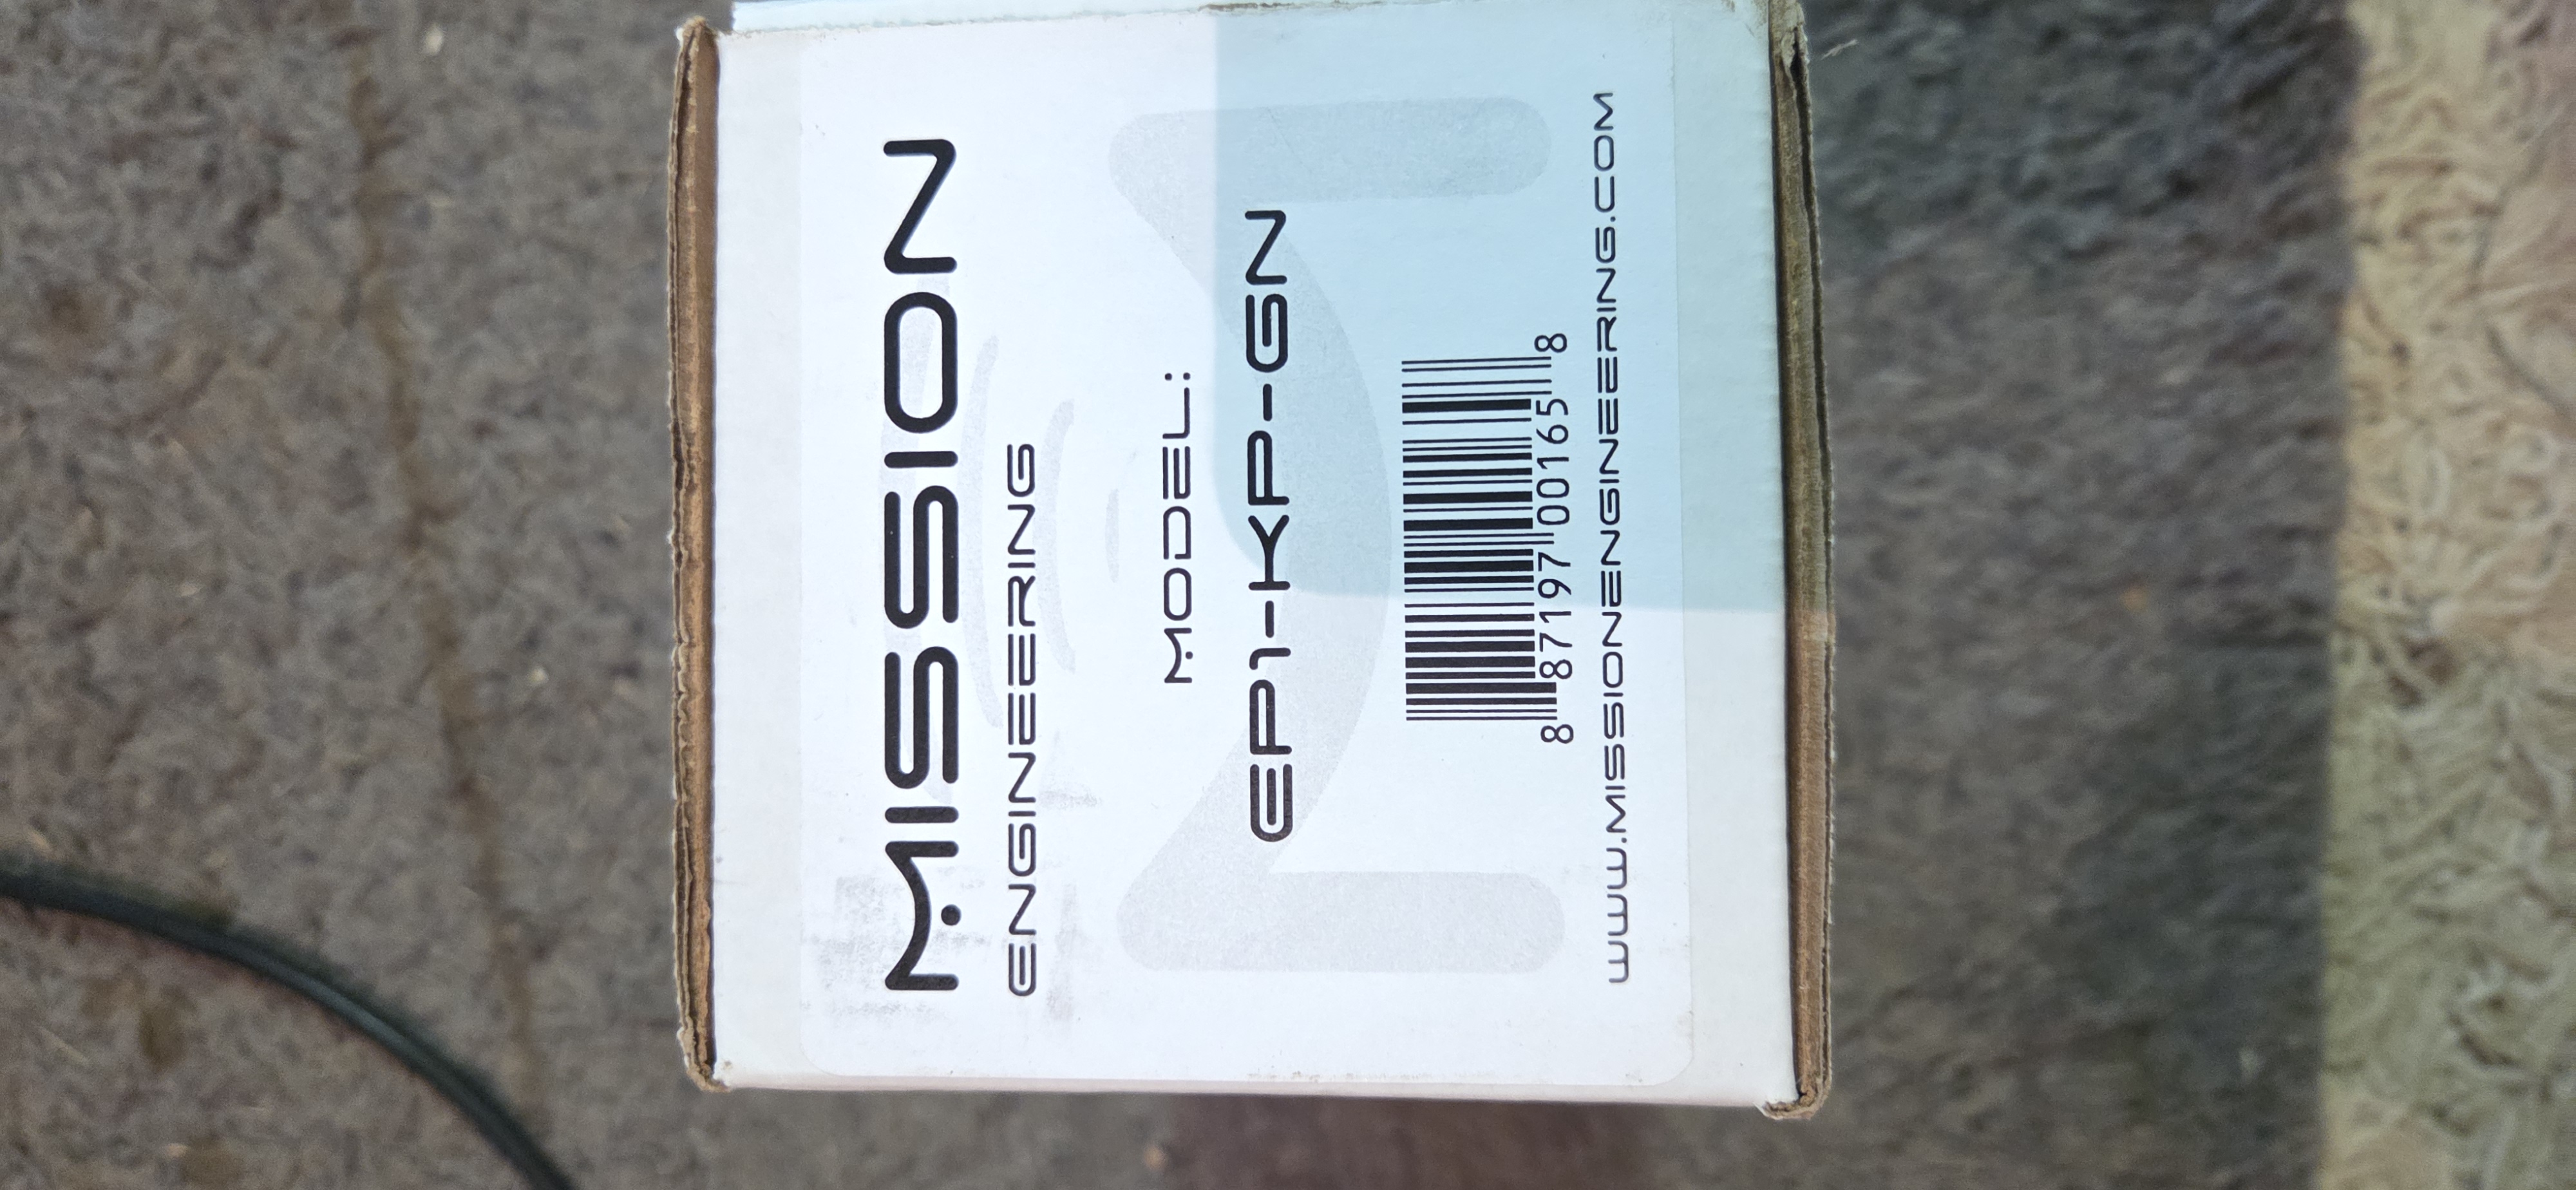 MISSION
ENGINEERING
MODEL:
EP1-KP-GN
8 87197 00165 8
WWW.MISSIONENGINEERING.COM